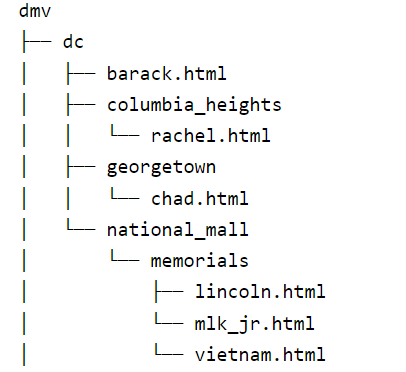 dmv
├── dc
│   ├── barack.html
│   ├── columbia_heights
│   │   └── rachel.html
│   ├── georgetown
│   │   └── chad.html
│   └── national_mall
│       └── memorials
│           ├── lincoln.html
│           └── mlk_jr.html
│           └── vietnam.html